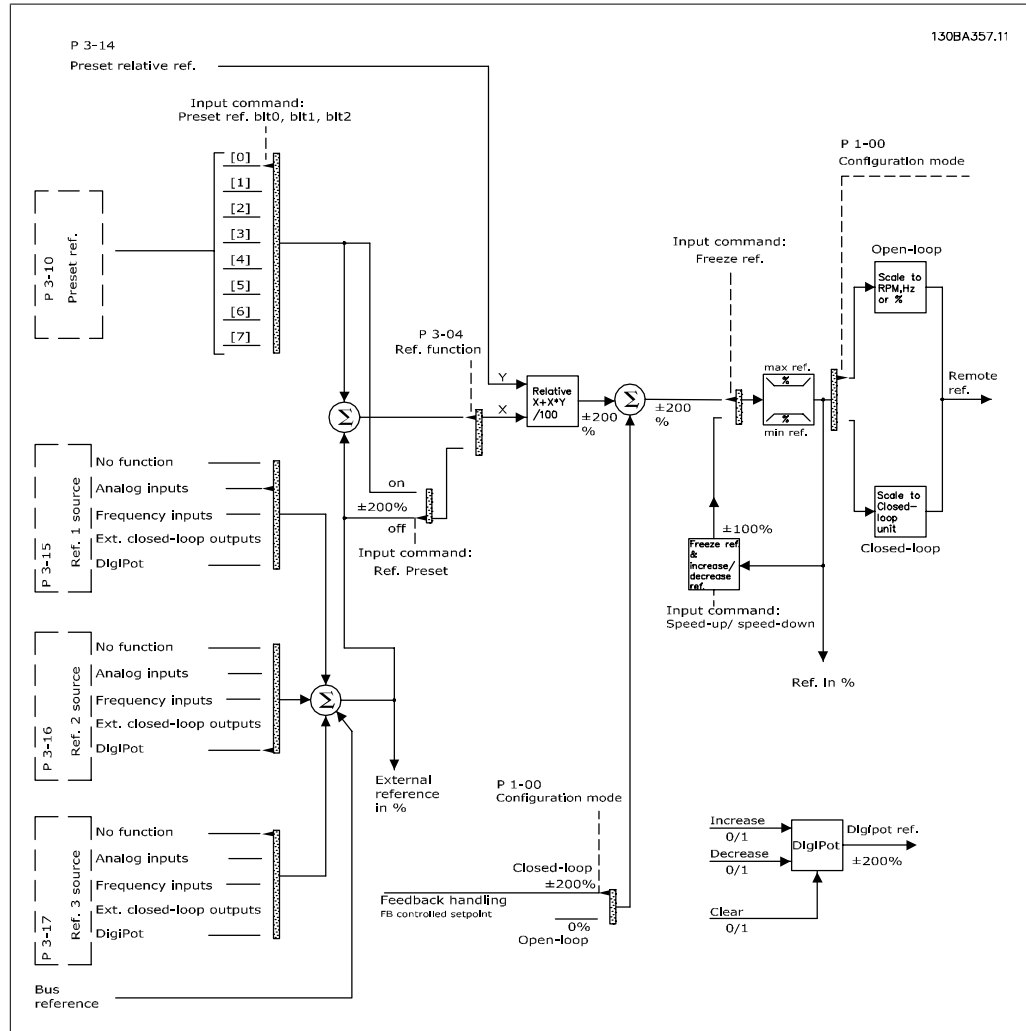 130BA357.11
P 3-14
Preset relative ref.
Input command:
Preset ref. bit0, bit1, bit2
P 1-00
Configuration mode
[0]
[1]
[2]
[3]
[4]
[5]
[6]
[7]
P 3-10
Preset ref.
Input command:
Freeze ref.
Open-loop
Scale to
RPM,Hz
or %
P 3-04
Ref. function
Y
X
Relative
X+X*Y
/100
±200
%
Σ
±200
%
max ref.
%
%
min ref.
Remote
ref.
Σ
on
±200%
off
Input command:
Ref. Preset
Scale to
Closed-
loop
unit
Closed-loop
±100%
Freeze ref.
&
increase/
decrease
ref.
Input command:
Speed-up/ speed-down
Ref. in %
P 3-15
Ref. 1 source
No function
Analog inputs
Frequency inputs
Ext. closed-loop outputs
DigiPot
P 3-16
Ref. 2 source
No function
Analog inputs
Frequency inputs
Ext. closed-loop outputs
DigiPot
Σ
External
reference
in %
P 3-17
Ref. 3 source
No function
Analog inputs
Frequency inputs
Ext. closed-loop outputs
DigiPot
Bus
reference
P 1-00
Configuration mode
Closed-loop
±200%
Feedback handling
FB controlled setpoint
0%
Open-loop
Increase
0/1
Decrease
0/1
Clear
0/1
DigiPot
Digipot ref.
±200%